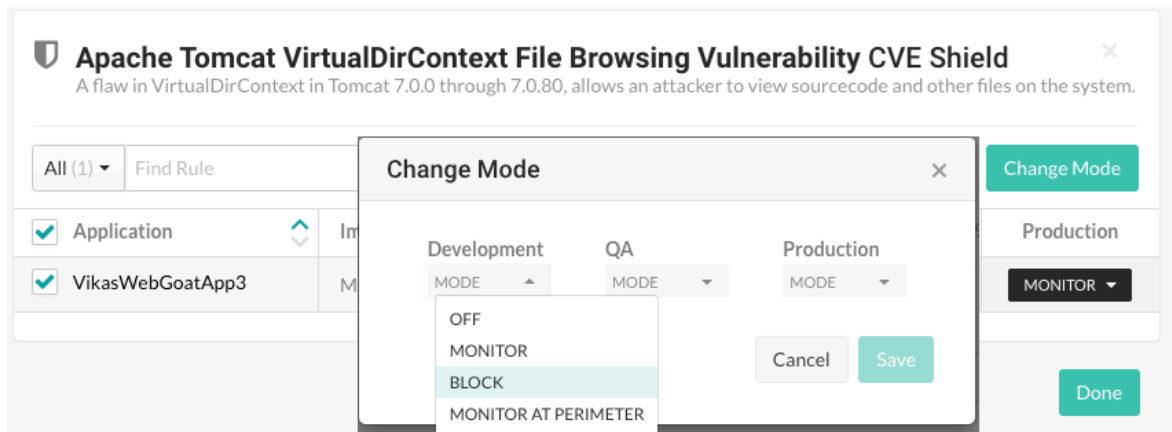 Apache Tomcat VirtualDirContext File Browsing Vulnerability CVE Shield
A flaw in VirtualDirContext in Tomcat 7.0.0 through 7.0.80, allows an attacker to view sourcecode and other files on the system.
All (1) Find Rule
Change Mode
Change Mode
Application
Production
VikasWebGoatApp3
MONITOR
Development QA Production
MODE MODE MODE
OFF
MONITOR
BLOCK
MONITOR AT PERIMETER
Cancel Save
Done